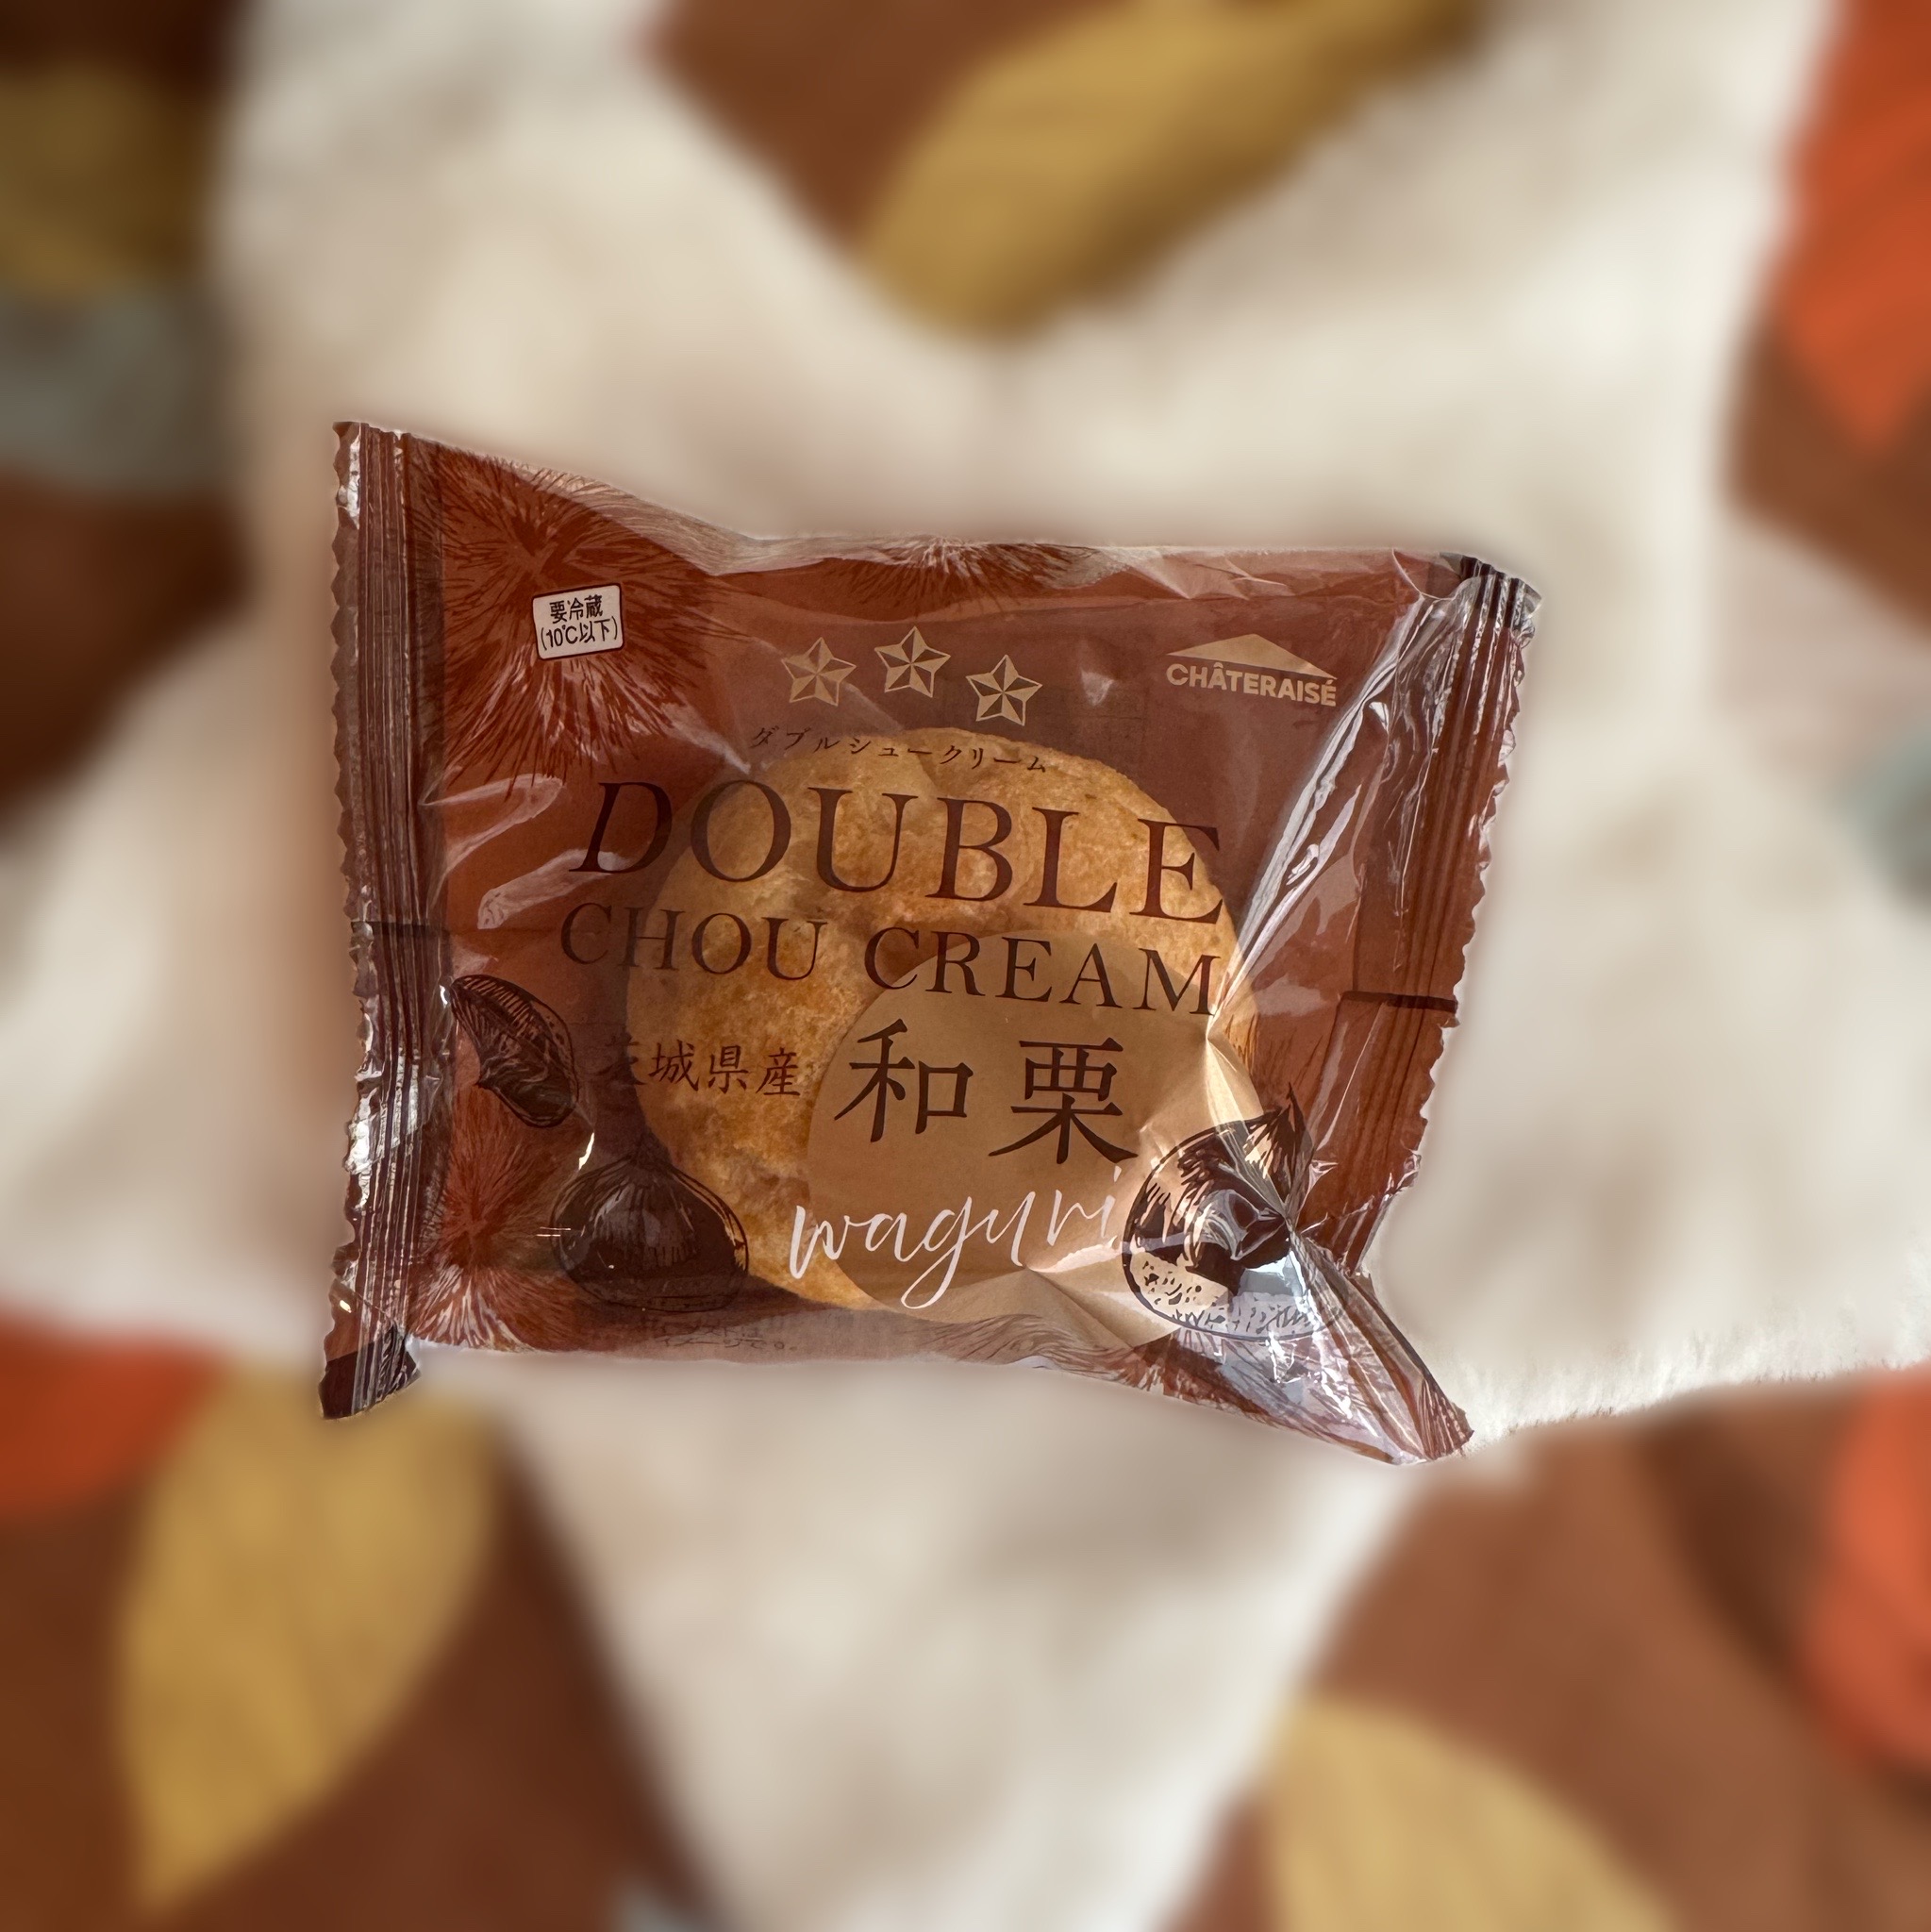 要冷蔵
(10℃以下)
CHÂTERAISÉ
ダブルシュークリーム
DOUBLE
CHOU CREAM
茨城県産 和栗
waguri